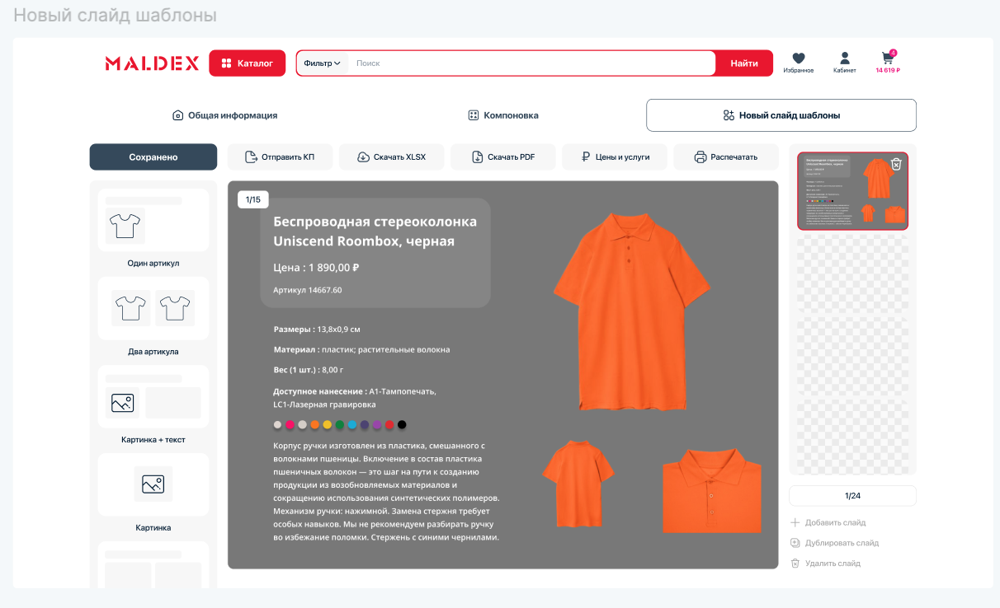 Новый слайд шаблоны
MALDEX
Каталог
Фильтр
Поиск
Найти
Избранное
Кабинет
4
14 619 ₽
Общая информация
Компоновка
Новый слайд шаблоны
Сохранено
Отправить КП
Скачать XLSX
Скачать PDF
Цены и услуги
Распечатать
Один артикул
Два артикула
Картинка + текст
Картинка
1/15
Беспроводная стереоколонка
Uniscend Roombox, черная
Цена : 1 890,00 ₽
Артикул 14667.60
Размеры : 13,8x0,9 см
Материал : пластик; растительные волокна
Вес (1 шт.) : 8,00 г
Доступное нанесение : A1-Тампопечать,
LC1-Лазерная гравировка
Корпус ручки изготовлен из пластика, смешанного с
волокнами пшеницы. Включение в состав пластика
пшеничных волокон — это шаг на пути к созданию
продукции из возобновляемых материалов и
сокращению использования синтетических полимеров.
Механизм ручки: нажимной. Замена стержня требует
особых навыков. Мы не рекомендуем разбирать ручку
во избежание поломки. Стержень с синими чернилами.
Беспроводная стереоколонка
Uniscend Roombox, черная
1/24
Добавить слайд
Дублировать слайд
Удалить слайд